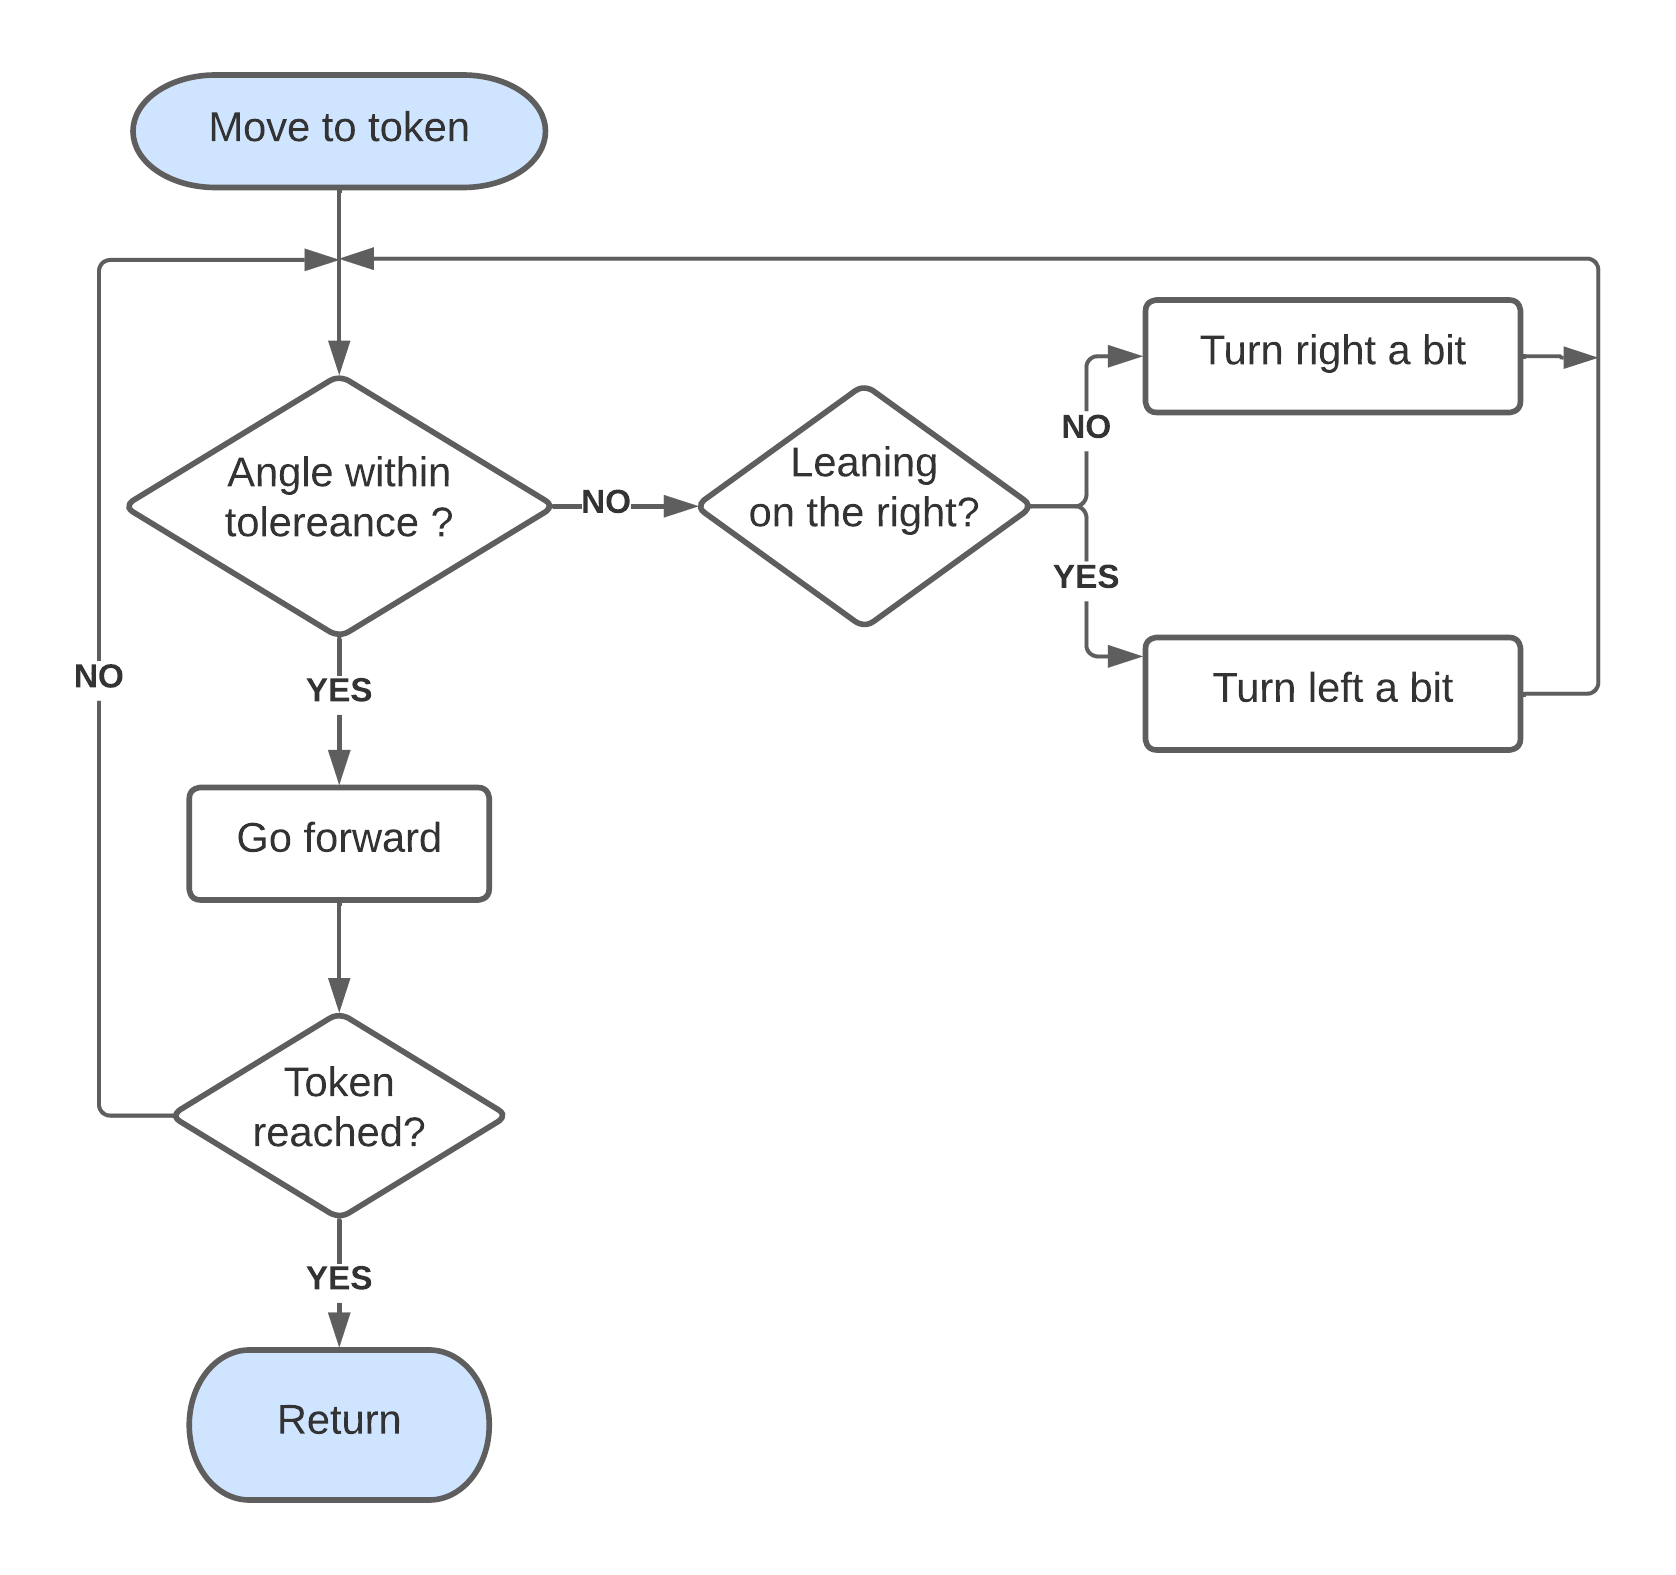 Move to token
Angle within
tolereance ?
NO
Leaning
on the right?
NO
Turn right a bit
YES
Turn left a bit
NO
YES
Go forward
Token
reached?
YES
Return